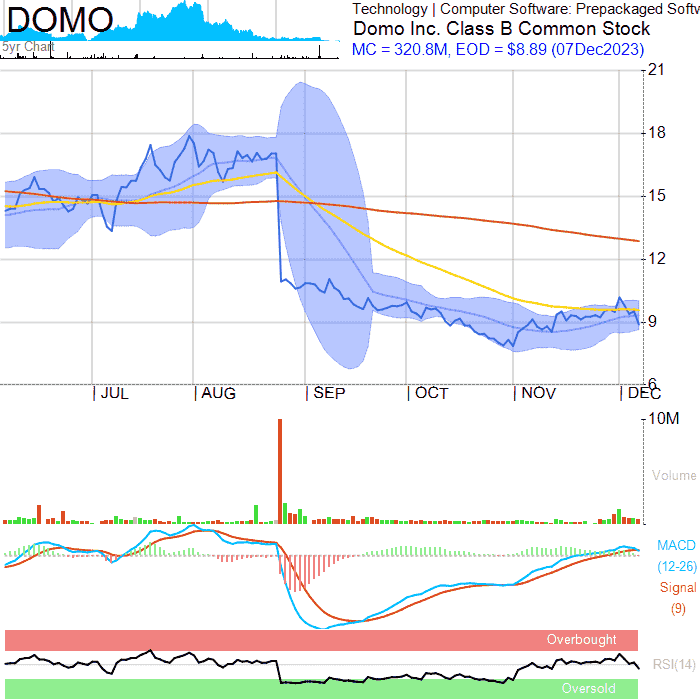 DOMO
5yr Chart
Technology | Computer Software: Prepackaged Softw
Domo Inc. Class B Common Stock
MC = 320.8M, EOD = $8.89 (07Dec2023)
21
18
15
12
9
6
JUL AUG SEP OCT NOV DEC
10M
Volume
MACD
(12-26)
Signal
(9)
Overbought
RSI(14)
Oversold